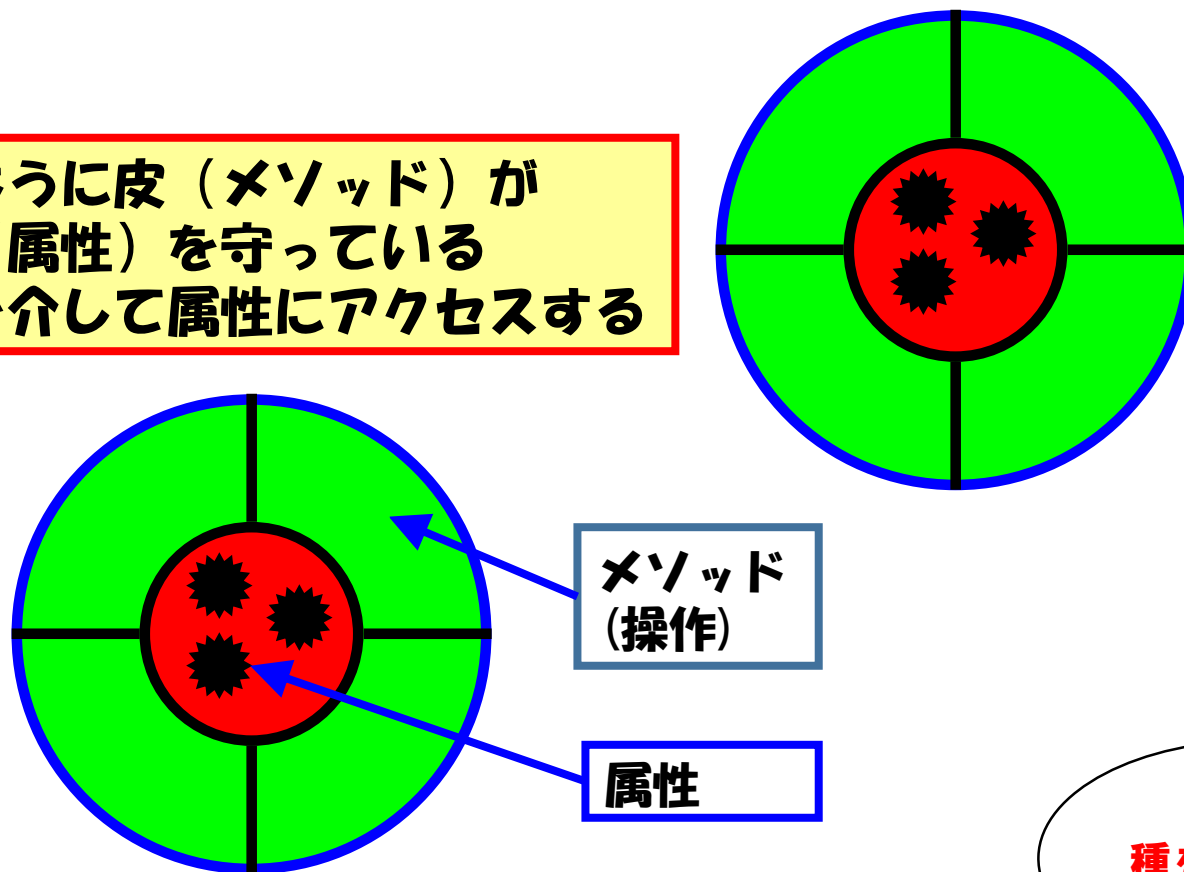 うに皮（メソッド）が
属性）を守っている
介して属性にアクセスする
メソッド
(操作)
属性
種